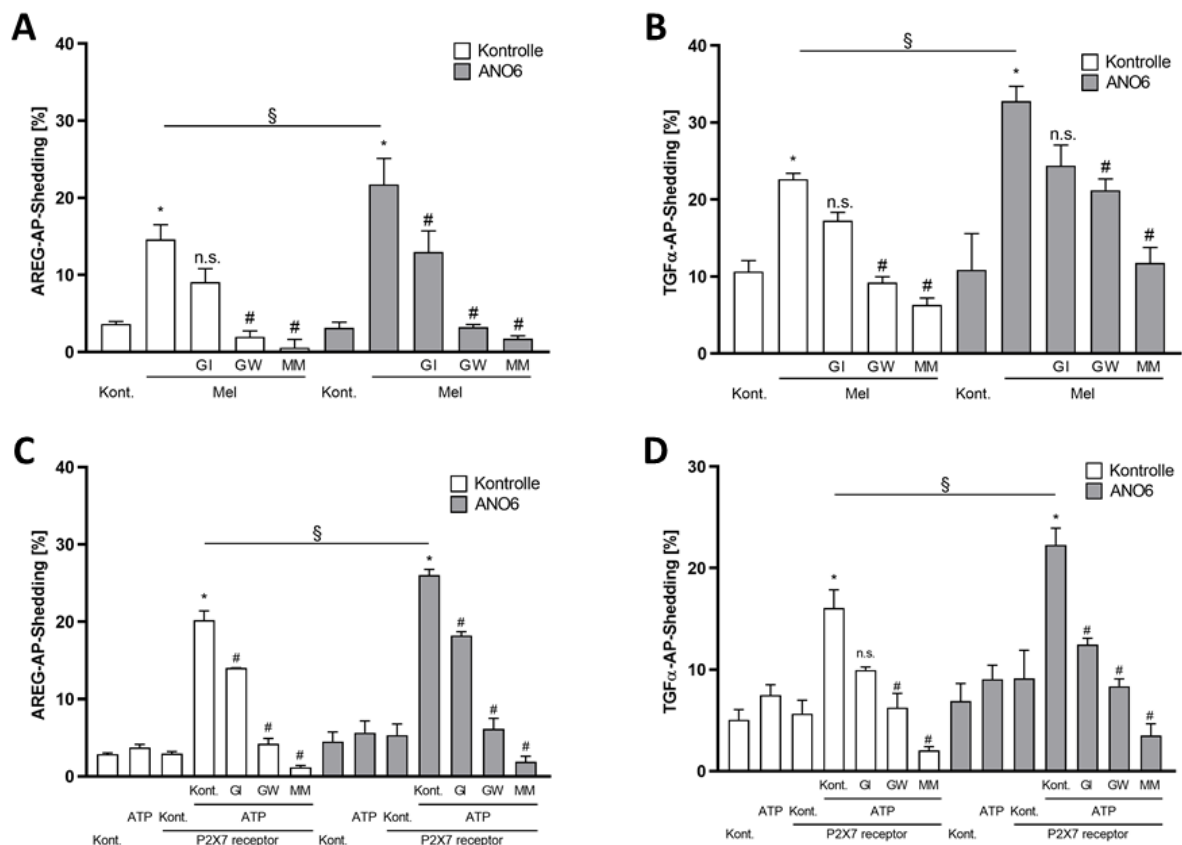 A
AREG-AP-Shedding [%]
40
30
20
10
0
Kontrolle
ANO6
§
*
n.s.
#
#
*
#
#
#
GI GW MM GI GW MM
Kont. Mel Kont. Mel
B
TGFα-AP-Shedding [%]
40
30
20
10
0
Kontrolle
ANO6
§
*
n.s.
#
#
*
n.s.
#
#
GI GW MM GI GW MM
Kont. Mel Kont. Mel
C
AREG-AP-Shedding [%]
40
30
20
10
0
Kontrolle
ANO6
§
*
#
#
#
*
#
#
#
Kont. GI GW MM Kont. GI GW MM
ATP Kont. ATP ATP Kont. ATP
Kont. P2X7 receptor Kont. P2X7 receptor
D
TGFα-AP-Shedding [%]
30
20
10
0
Kontrolle
ANO6
§
*
n.s.
#
#
*
#
#
#
Kont. GI GW MM Kont. GI GW MM
ATP Kont. ATP ATP Kont. ATP
Kont. P2X7 receptor Kont. P2X7 receptor